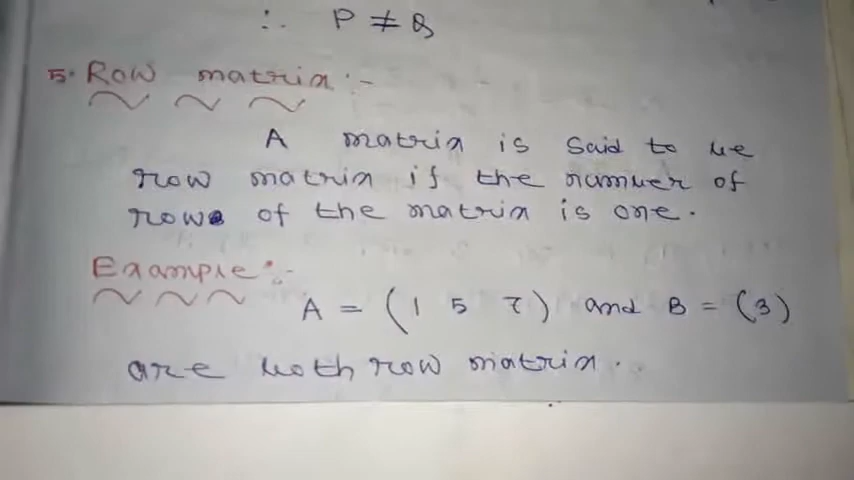 ∴ P ≠ Q
5. Row matrix :-
A matrix is said to be
row matrix if the number of
rows of the matrix is one.
Example :-
A = (1 5 7) and B = (3)
are both row matrix.